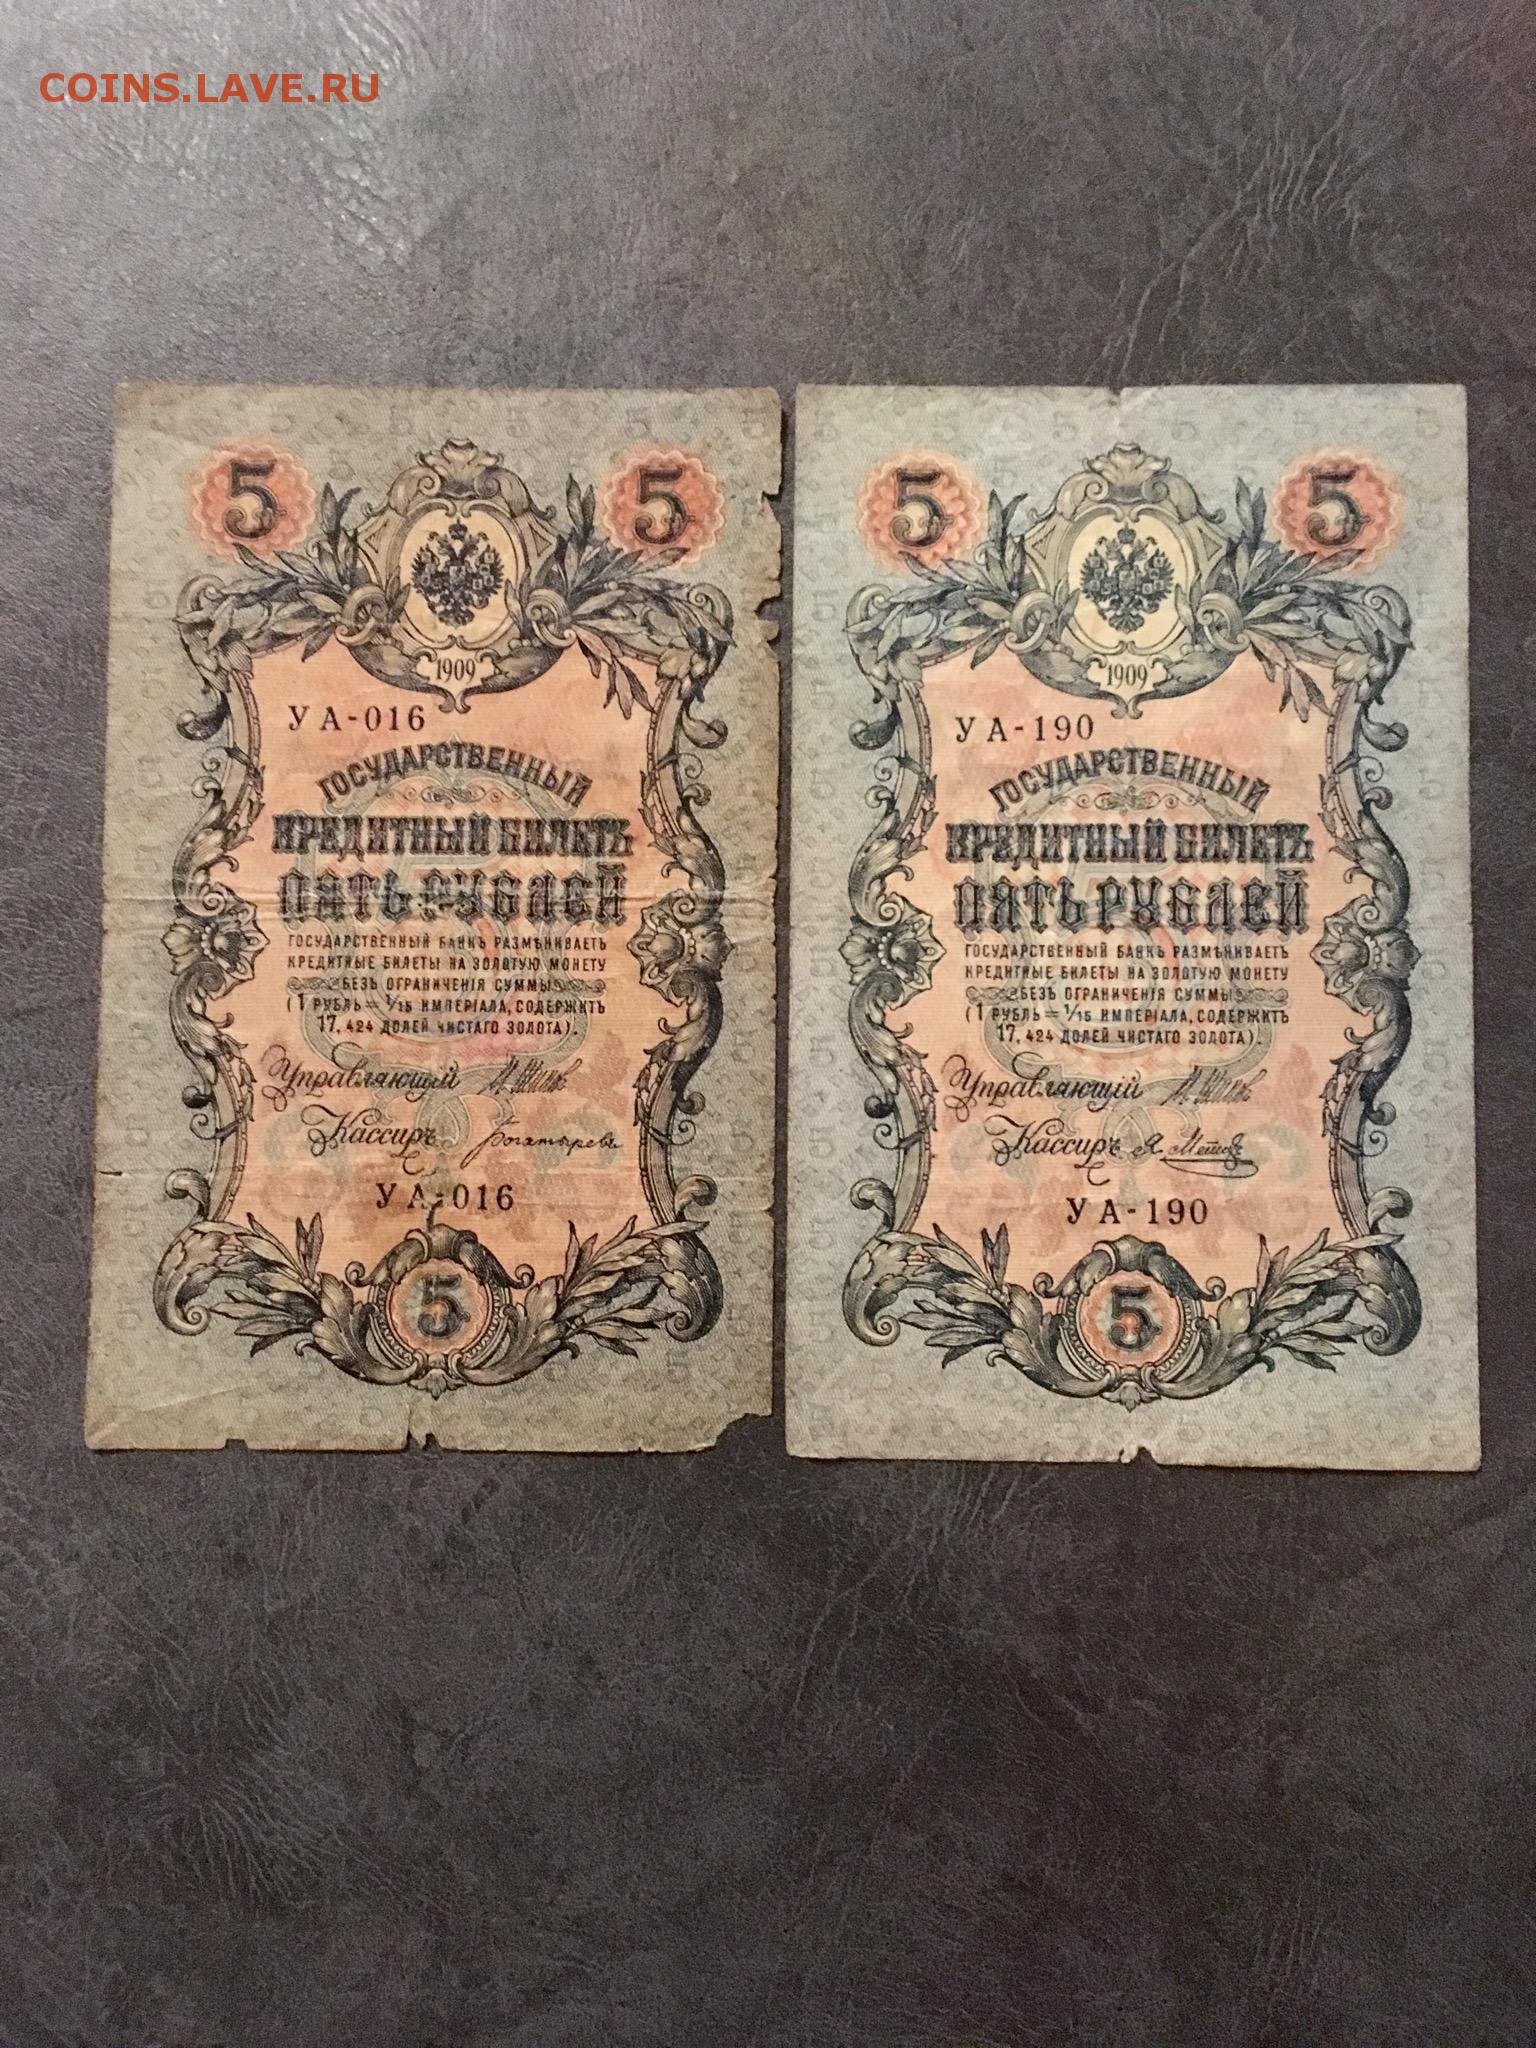 COINS.LAVE.RU
5 5
1909
УА-016
ГОСУДАРСТВЕННЫЙ
КРЕДИТНЫЙ БИЛЕТЪ
ПЯТЬ РУБЛЕЙ
ГОСУДАРСТВЕННЫЙ БАНКЪ РАЗМѢНИВАЕТЪ
КРЕДИТНЫЕ БИЛЕТЫ НА ЗОЛОТУЮ МОНЕТУ
БЕЗЪ ОГРАНИЧЕНІЯ СУММЫ
(1 РУБЛЬ = 1/15 ИМПЕРІАЛА, СОДЕРЖИТЪ
17,424 ДОЛЕЙ ЧИСТАГО ЗОЛОТА).
Управляющій И. Шипов
Кассиръ Богатырева
УА-016
5
5 5
1909
УА-190
ГОСУДАРСТВЕННЫЙ
КРЕДИТНЫЙ БИЛЕТЪ
ПЯТЬ РУБЛЕЙ
ГОСУДАРСТВЕННЫЙ БАНКЪ РАЗМѢНИВАЕТЪ
КРЕДИТНЫЕ БИЛЕТЫ НА ЗОЛОТУЮ МОНЕТУ
БЕЗЪ ОГРАНИЧЕНІЯ СУММЫ
(1 РУБЛЬ = 1/15 ИМПЕРІАЛА, СОДЕРЖИТЪ
17,424 ДОЛЕЙ ЧИСТАГО ЗОЛОТА).
Управляющій И. Шипов
Кассиръ Я. Метц
УА-190
5